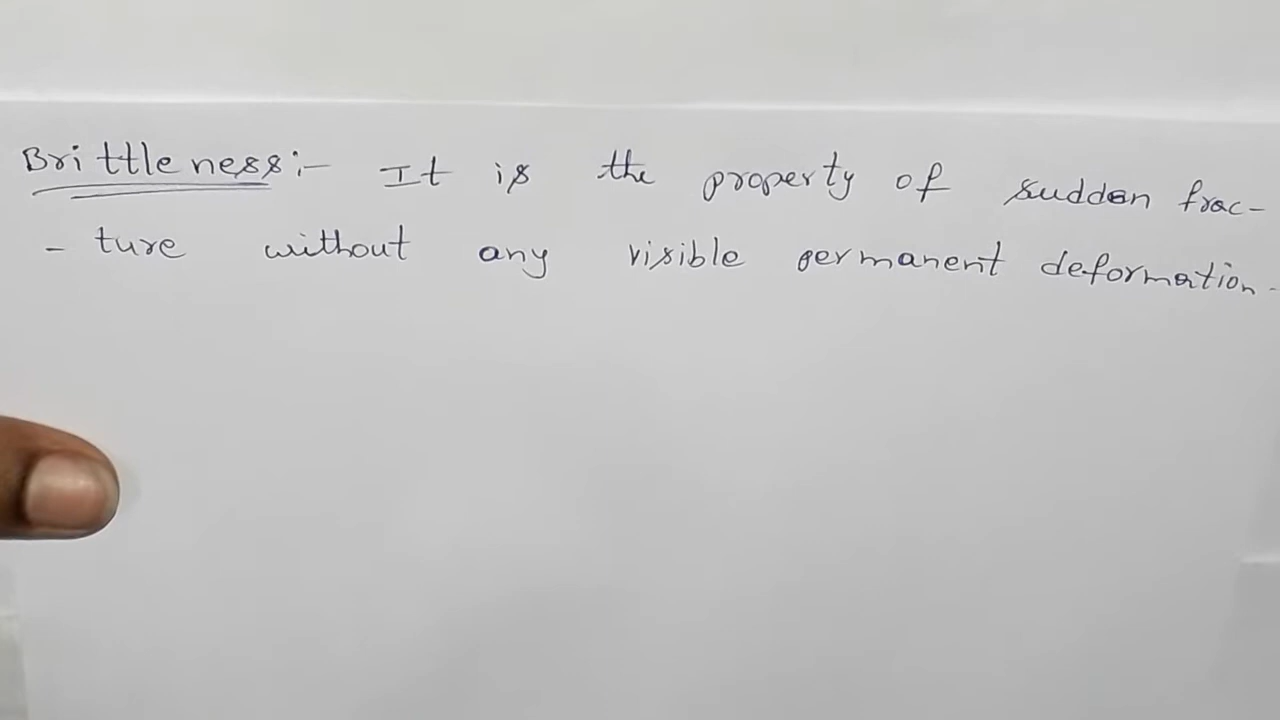 Brittleness:- It is the property of sudden frac-
- ture without any visible permanent deformation.